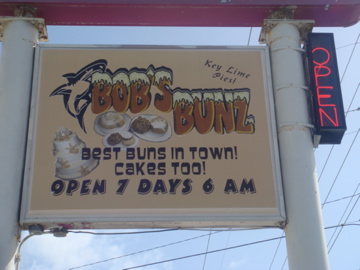 Key Lime
Pies!
BOB'S
BUNZ
BEST BUNS IN TOWN!
CAKES TOO!
OPEN 7 DAYS 6 AM
OPEN